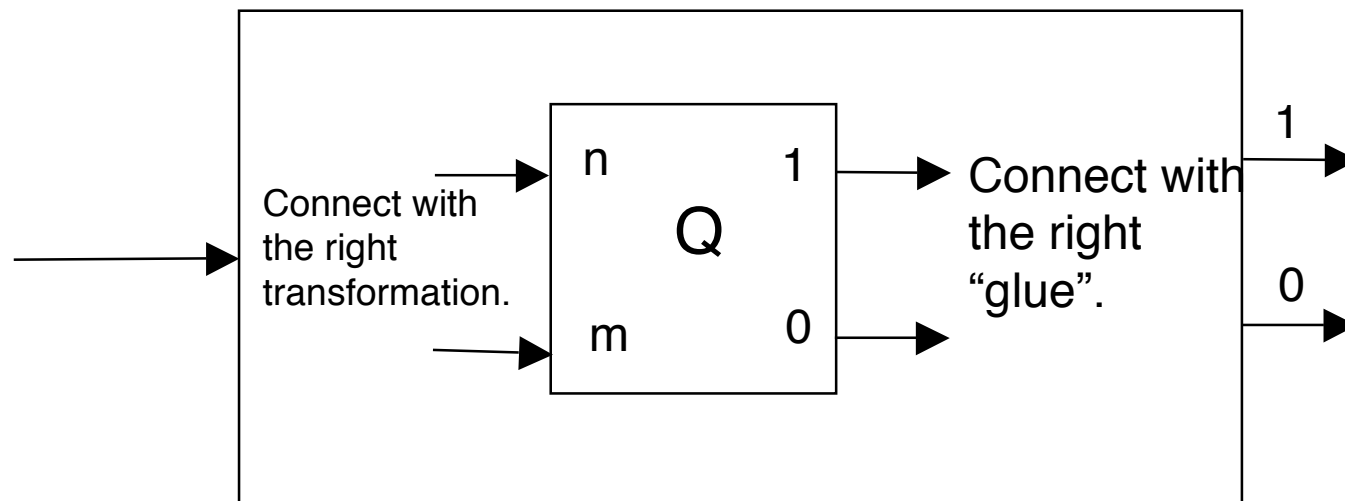 1
n
1
Connect with
the right
“glue”.
Connect with
the right
transformation.
Q
0
m
0